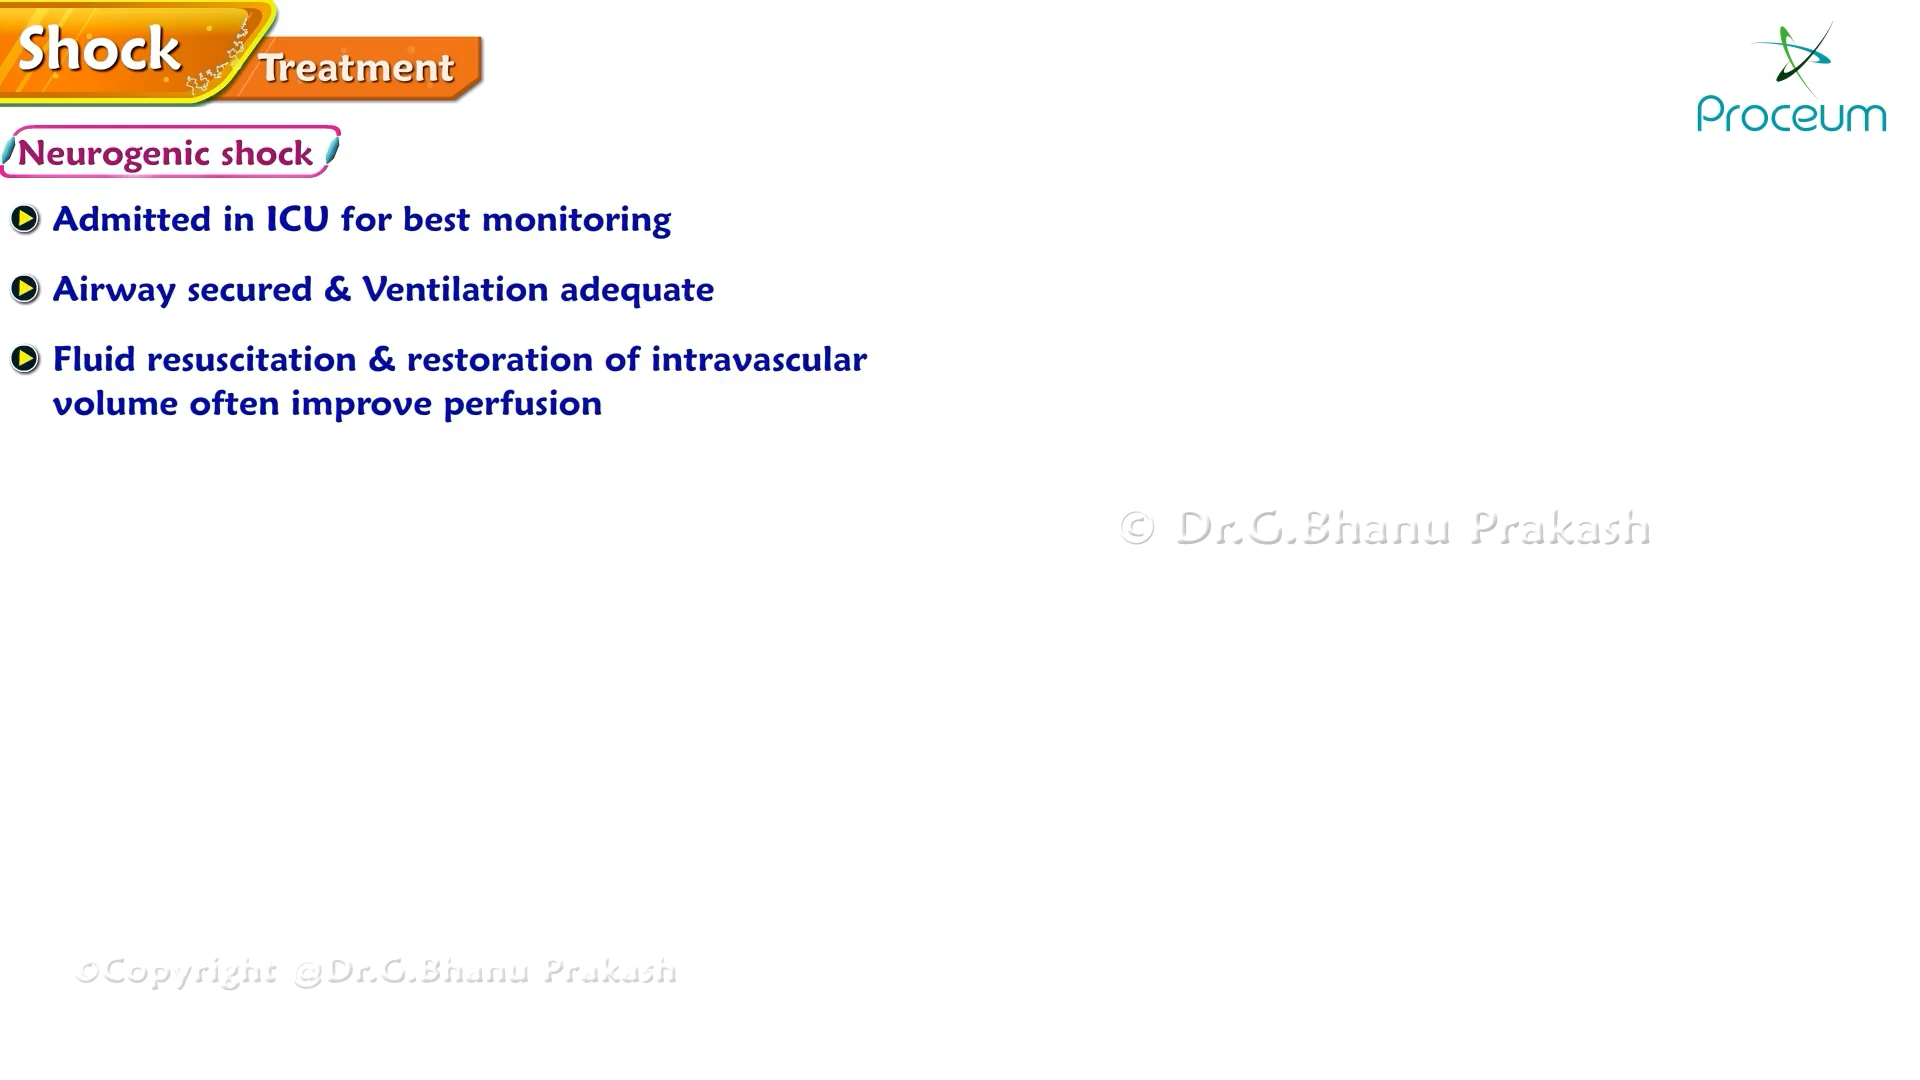 Shock
Treatment
Proceum
Neurogenic shock
Admitted in ICU for best monitoring
Airway secured & Ventilation adequate
Fluid resuscitation & restoration of intravascular
volume often improve perfusion
© Dr.G.Bhanu Prakash
©Copyright @Dr.G.Bhanu Prakash